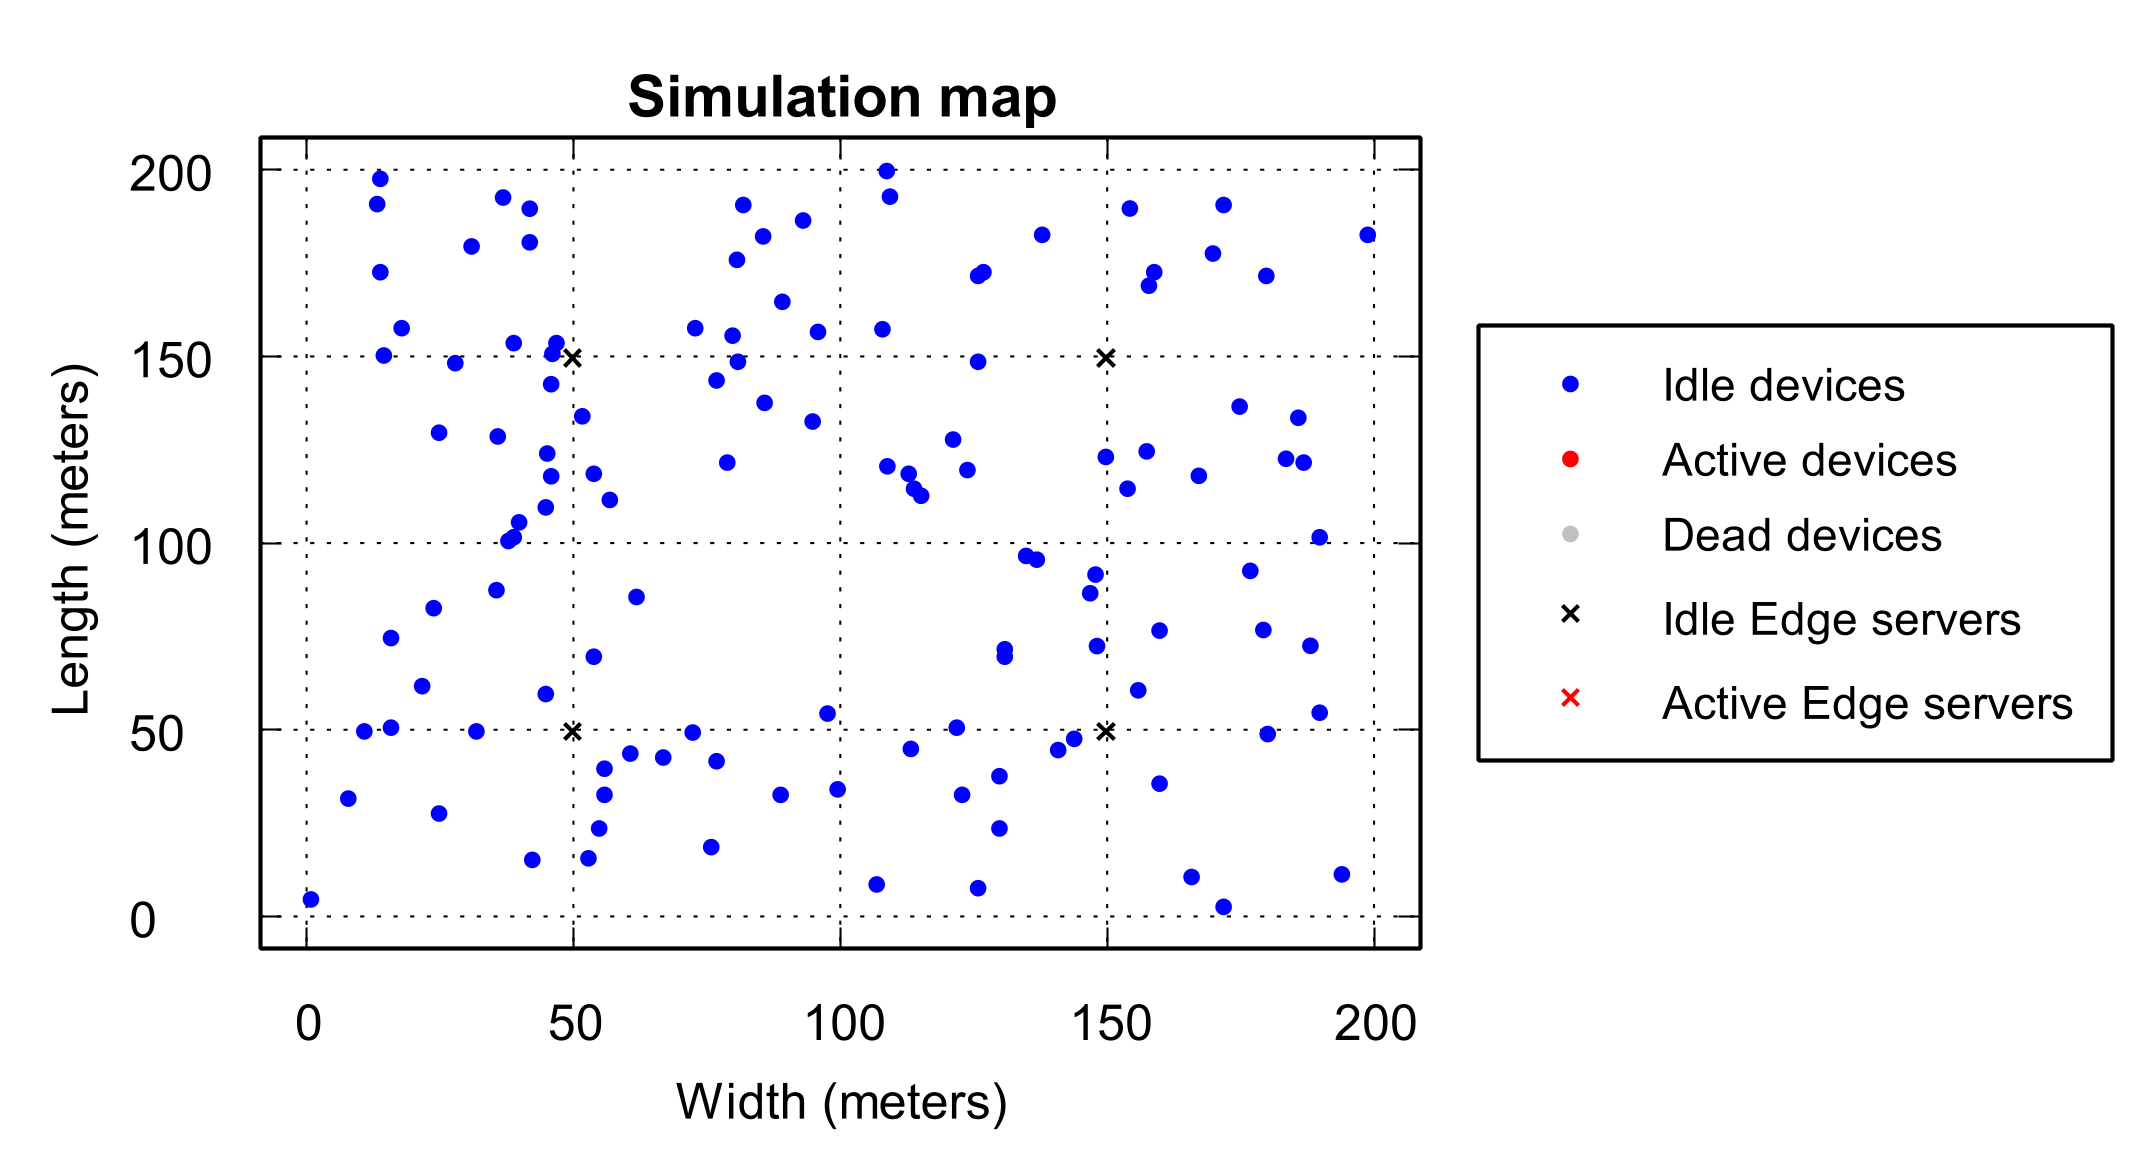 Simulation map
200
150
100
50
0
Length (meters)
0 50 100 150 200
Width (meters)
Idle devices
Active devices
Dead devices
Idle Edge servers
Active Edge servers